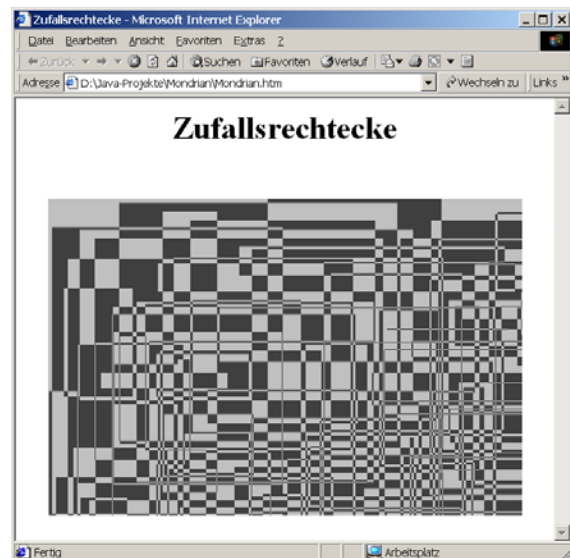 Zufallsrechtecke - Microsoft Internet Explorer
Datei Bearbeiten Ansicht Favoriten Extras ?
Zurück Suchen Favoriten Verlauf
Adresse D:\Java-Projekte\Mondrian\Mondrian.htm Wechseln zu Links »
Zufallsrechtecke
Fertig Arbeitsplatz